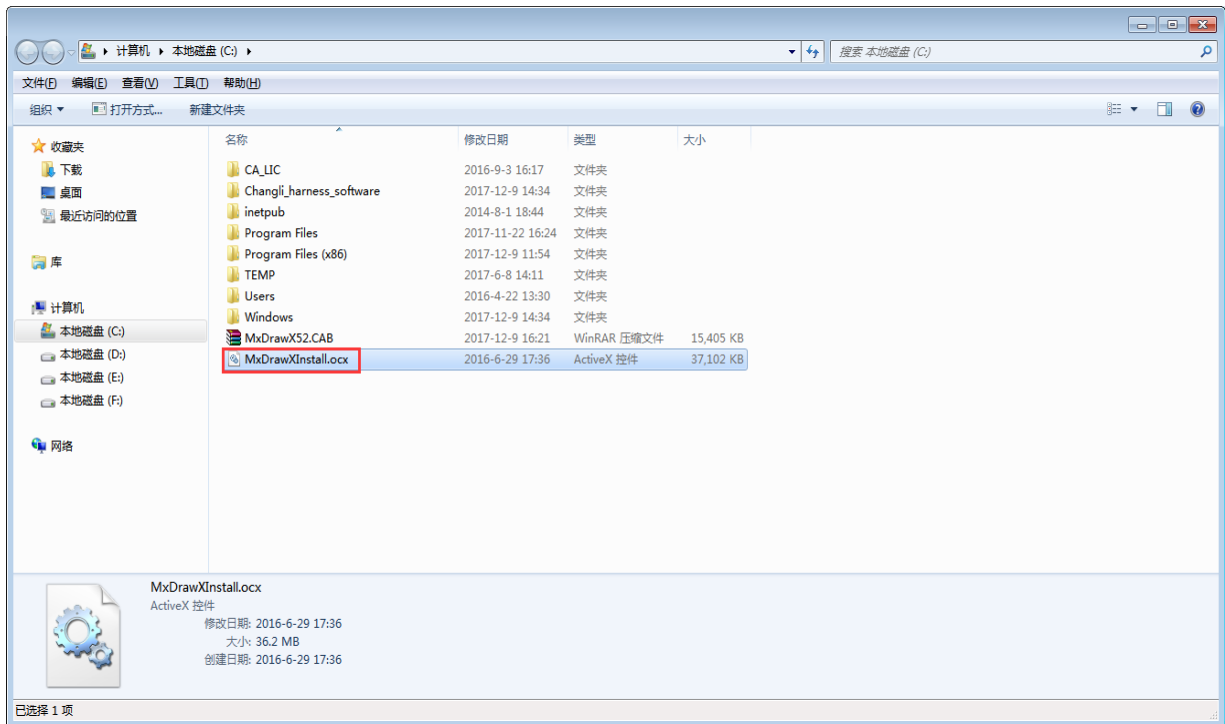 计算机 本地磁盘 (C:)
搜索 本地磁盘 (C:)
文件(F) 编辑(E) 查看(V) 工具(T) 帮助(H)
组织 打开方式... 新建文件夹
收藏夹
下载
桌面
最近访问的位置
库
计算机
本地磁盘 (C:)
本地磁盘 (D:)
本地磁盘 (E:)
本地磁盘 (F:)
网络
名称 修改日期 类型 大小
CA_LIC 2016-9-3 16:17 文件夹
Changli_harness_software 2017-12-9 14:34 文件夹
inetpub 2014-8-1 18:44 文件夹
Program Files 2017-11-22 16:24 文件夹
Program Files (x86) 2017-12-9 11:54 文件夹
TEMP 2017-6-8 14:11 文件夹
Users 2016-4-22 13:30 文件夹
Windows 2017-12-9 14:34 文件夹
MxDrawX52.CAB 2017-12-9 16:21 WinRAR 压缩文件 15,405 KB
MxDrawXInstall.ocx 2016-6-29 17:36 ActiveX 控件 37,102 KB
MxDrawXInstall.ocx
ActiveX 控件
修改日期: 2016-6-29 17:36
大小: 36.2 MB
创建日期: 2016-6-29 17:36
已选择 1 项